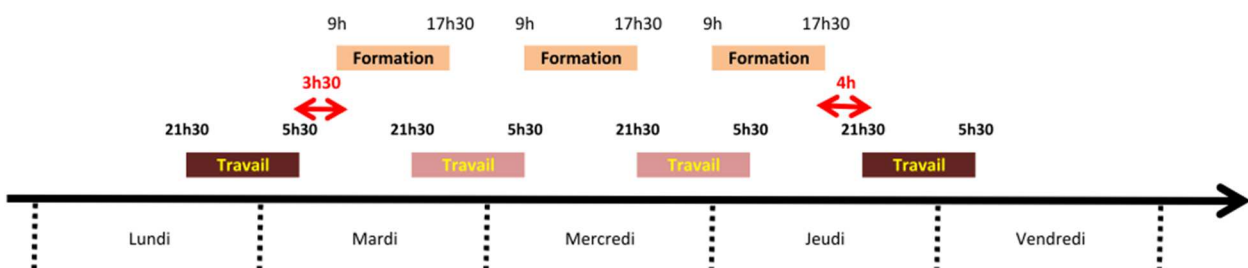 9h 17h30 9h 17h30 9h 17h30
Formation Formation Formation
3h30 4h
21h30 5h30 21h30 5h30 21h30 5h30 21h30 5h30
Travail Travail Travail Travail
Lundi Mardi Mercredi Jeudi Vendredi